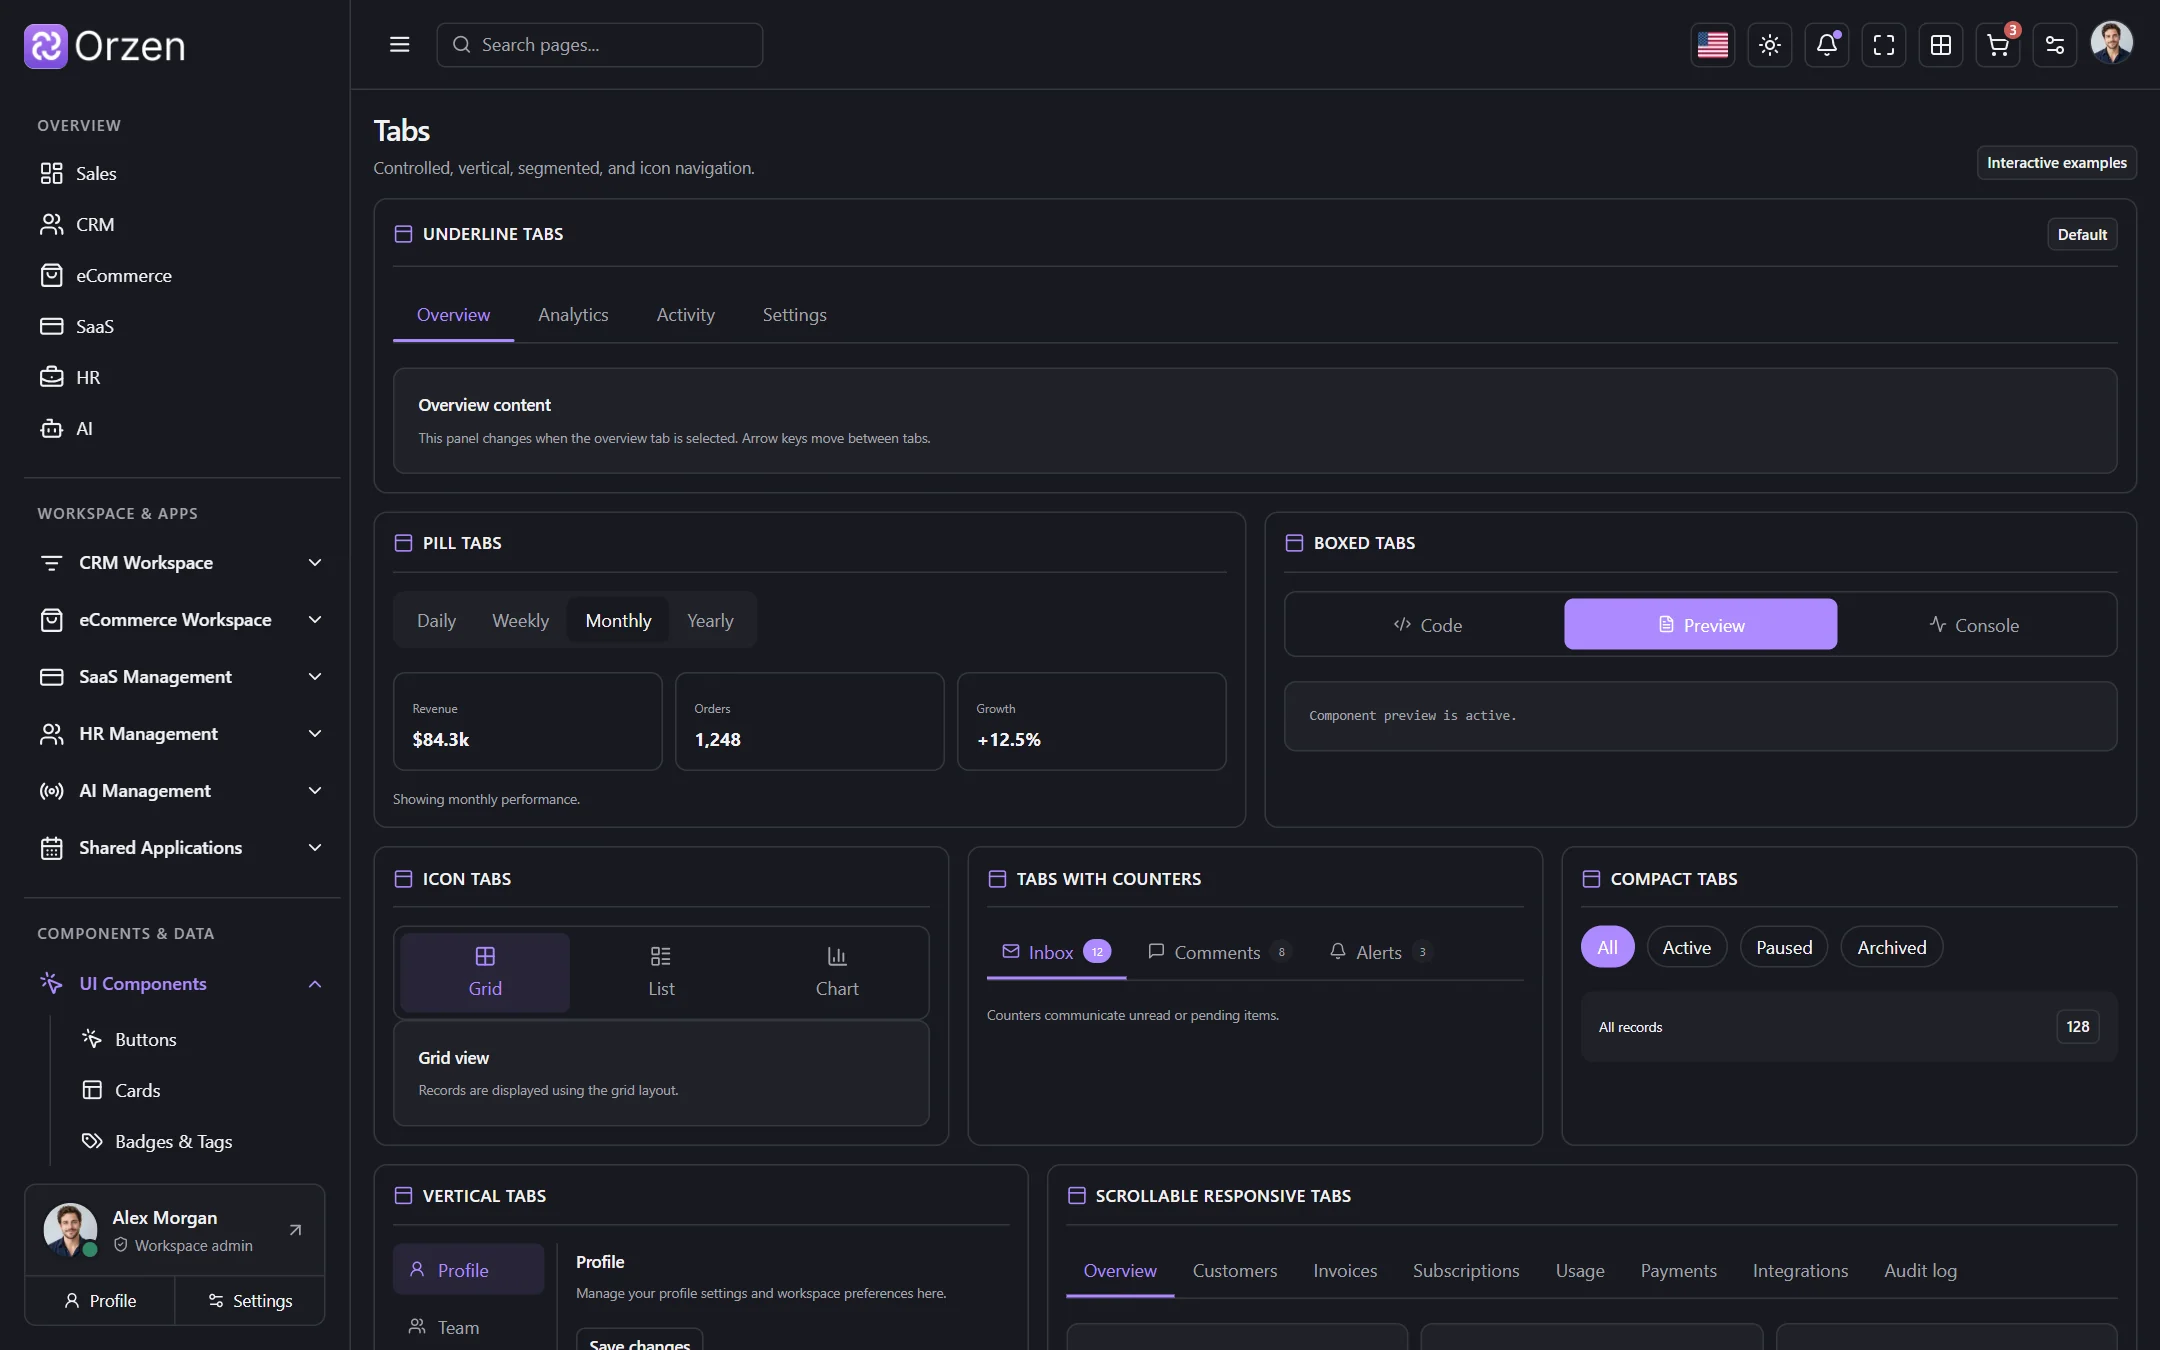 Orzen
Search pages...
3
OVERVIEW
Sales
CRM
eCommerce
SaaS
HR
AI
WORKSPACE & APPS
CRM Workspace
eCommerce Workspace
SaaS Management
HR Management
AI Management
Shared Applications
COMPONENTS & DATA
UI Components
Buttons
Cards
Badges & Tags
Alex Morgan
Workspace admin
Profile
Settings
Tabs
Controlled, vertical, segmented, and icon navigation.
Interactive examples
UNDERLINE TABS
Default
Overview Analytics Activity Settings
Overview content
This panel changes when the overview tab is selected. Arrow keys move between tabs.
PILL TABS
Daily Weekly Monthly Yearly
Revenue
$84.3k
Orders
1,248
Growth
+12.5%
Showing monthly performance.
BOXED TABS
Code Preview Console
Component preview is active.
ICON TABS
Grid List Chart
Grid view
Records are displayed using the grid layout.
TABS WITH COUNTERS
Inbox 12 Comments 8 Alerts 3
Counters communicate unread or pending items.
COMPACT TABS
All Active Paused Archived
All records 128
VERTICAL TABS
Profile
Team
Profile
Manage your profile settings and workspace preferences here.
Save changes
SCROLLABLE RESPONSIVE TABS
Overview Customers Invoices Subscriptions Usage Payments Integrations Audit log